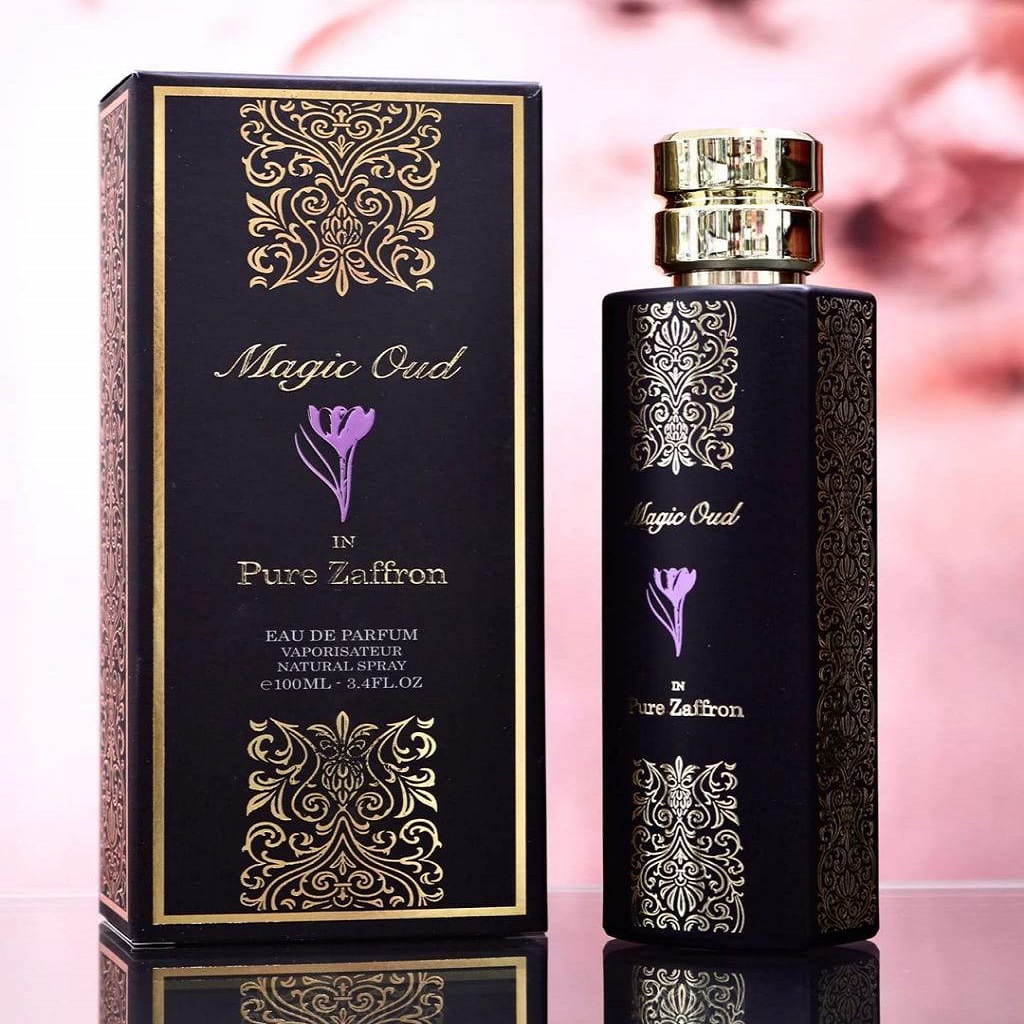 Magic Oud
IN
Pure Zaffron
EAU DE PARFUM
VAPORISATEUR
NATURAL SPRAY
℮100ML - 3.4FL.OZ
Magic Oud
IN
Pure Zaffron